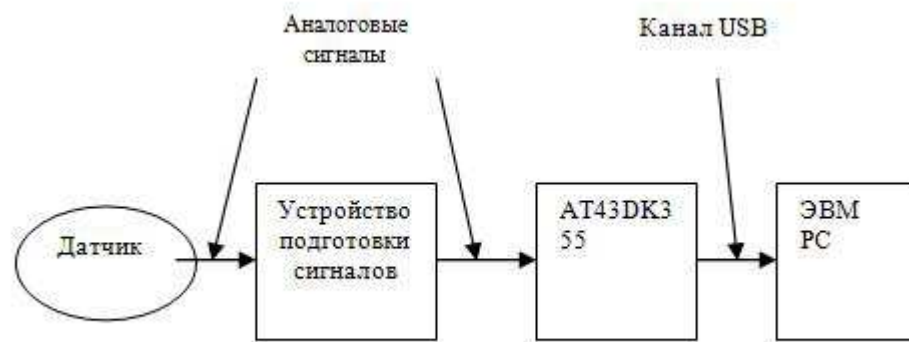 Аналоговые
сигналы
Канал USB
Датчик
Устройство
подготовки
сигналов
AT43DK3
55
ЭВМ
PC